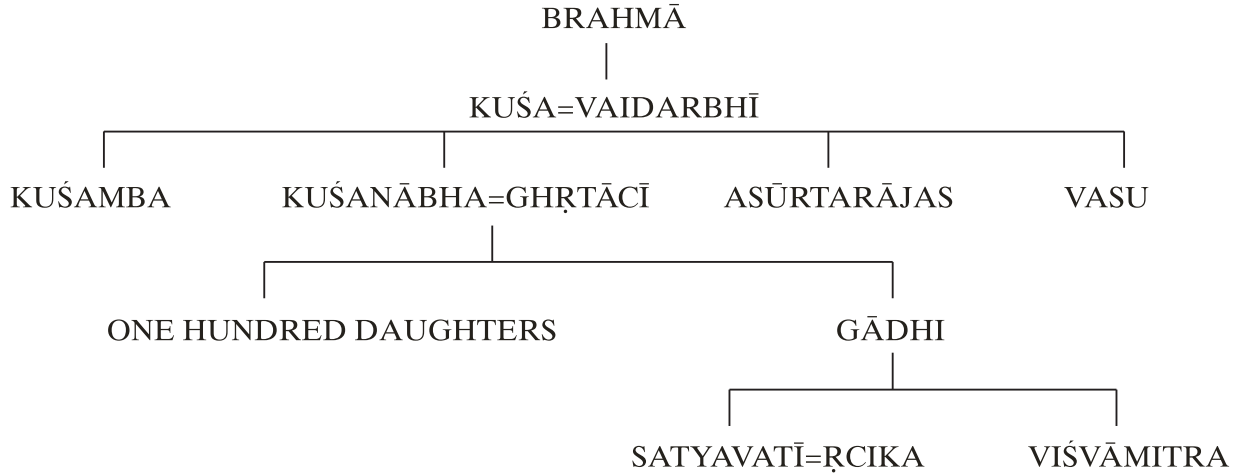 BRAHMĀ
KUŚA=VAIDARBHĪ
KUŚAMBA KUŚANĀBHA=GHṚTĀCĪ ASŪRTARĀJAS VASU
ONE HUNDRED DAUGHTERS GĀDHI
SATYAVATĪ=ṚCIKA VIŚVĀMITRA